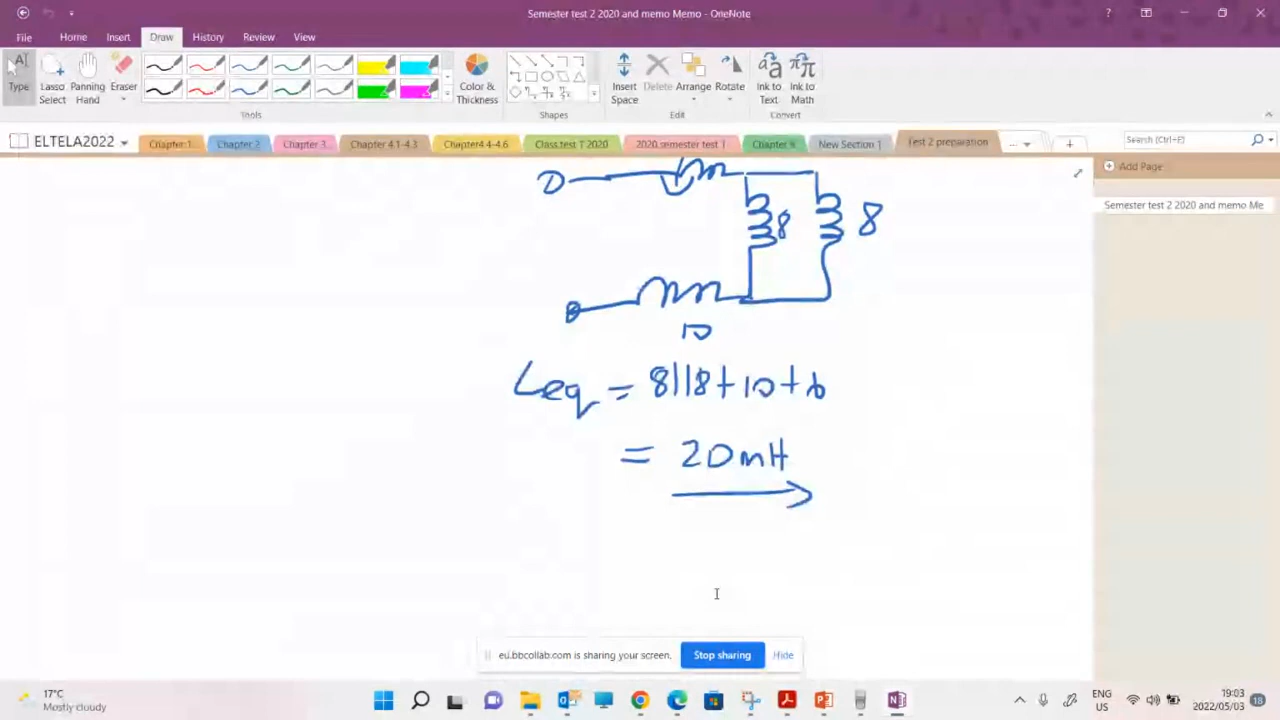 Semester test 2 2020 and memo Memo - OneNote
File Home Insert Draw History Review View
Type
Lasso Select
Panning Hand
Eraser
Color & Thickness
Insert Space
Delete
Arrange
Rotate
Ink to Text
Ink to Math
Tools
Shapes
Edit
Convert
ELTELA2022
Chapter 1
Chapter 2
Chapter 3
Chapter 4.1-4.3
Chapter4.4-4.6
Class test T 2020
2020 semester test 1
New Section 1
Test 2 preparation
...
Search (Ctrl+E)
Add Page
Semester test 2 2020 and memo Me
8
8
10
Leq = 8||8+10+6
= 20mH
eu.bbcollab.com is sharing your screen.
Stop sharing
Hide
17°C
Mostly cloudy
ENG
US
19:03
2022/05/03
18